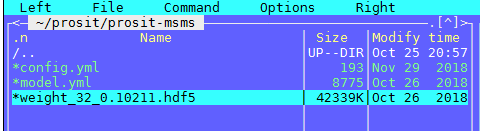 Left File Command Options Right
<─ ~/prosit/prosit-msms ─.[^]>
.n Name │ Size │Modify time
/.. │UP--DIR│Oct 25 20:57
*config.yml │ 193│Nov 29 2018
*model.yml │ 8775│Oct 26 2018
*weight_32_0.10211.hdf5 │ 42339K│Oct 26 2018